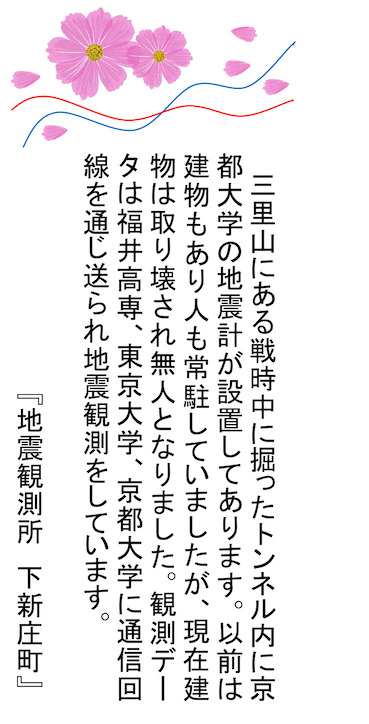 三里山にある戦時中に掘ったトンネル内に京
都大学の地震計が設置してあります。以前は
建物もあり人も常駐していましたが、現在建
物は取り壊され無人となりました。観測デー
タは福井高専、東京大学、京都大学に通信回
線を通じ送られ地震観測をしています。
『地震観測所　下新庄町』